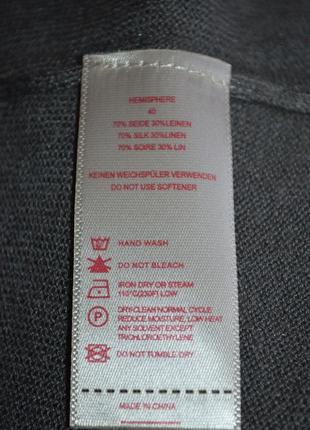 HEMISPHERE
40
70% SEIDE 30%LEINEN
70% SILK 30%LINEN
70% SOIRE 30% LIN
KEINEN WEICHSPÜLER VERWENDEN
DO NOT USE SOFTENER
HAND WASH
DO NOT BLEACH
IRON DRY OR STEAM
110°C(230F) LOW
P
DRY-CLEAN NORMAL CYCLE
REDUCE MOISTURE, LOW HEAT
ANY SOLVENT EXCEPT
TRICHLOROETHYLENE
DO NOT TUMBLE DRY
MADE IN CHINA